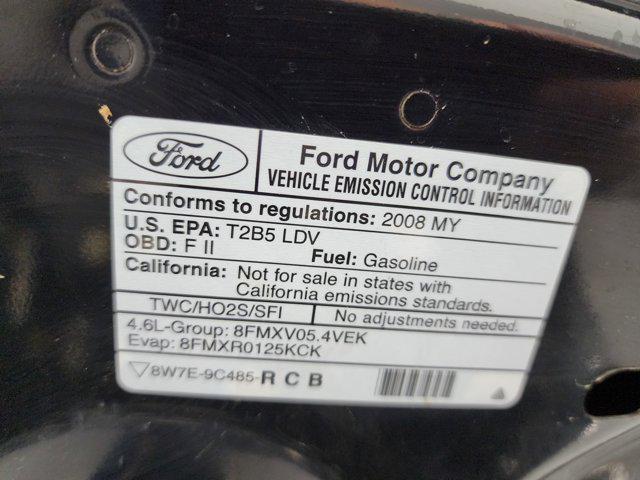 Ford
Ford Motor Company
VEHICLE EMISSION CONTROL INFORMATION
Conforms to regulations: 2008 MY
U.S. EPA: T2B5 LDV
OBD: F II Fuel: Gasoline
California: Not for sale in states with
California emissions standards.
TWC/HO2S/SFI No adjustments needed.
4.6L-Group: 8FMXV05.4VEK
Evap: 8FMXR0125KCK
8W7E-9C485-R C B